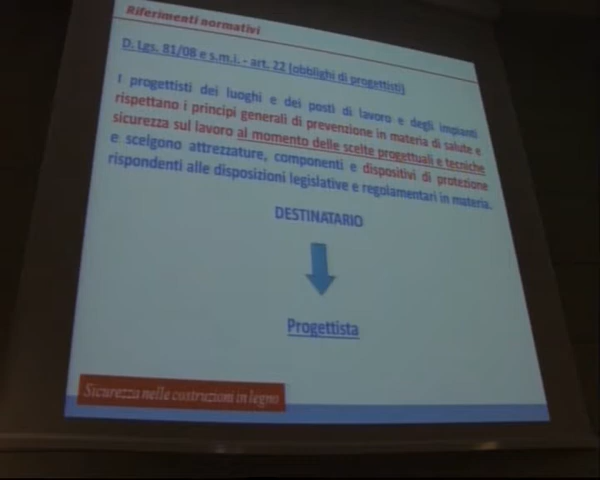 Riferimenti normativi
D. Lgs. 81/08 e s.m.i. - art. 22 (obblighi di progettisti)
I progettisti dei luoghi e dei posti di lavoro e degli impianti
rispettano i principi generali di prevenzione in materia di salute e
sicurezza sul lavoro al momento delle scelte progettuali e tecniche
e scelgono attrezzature, componenti e dispositivi di protezione
rispondenti alle disposizioni legislative e regolamentari in materia.
DESTINATARIO
Progettista
Sicurezza nelle costruzioni in legno